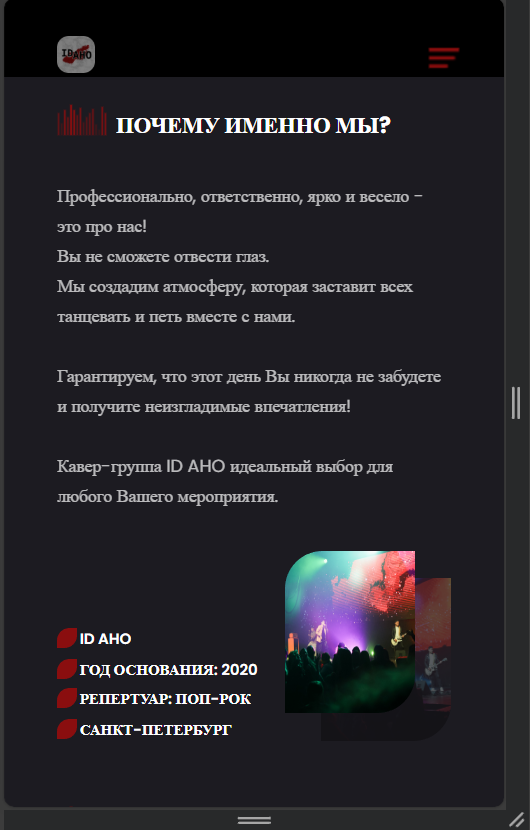 ID AHO
ПОЧЕМУ ИМЕННО МЫ?
Профессионально, ответственно, ярко и весело -
это про нас!
Вы не сможете отвести глаз.
Мы создадим атмосферу, которая заставит всех
танцевать и петь вместе с нами.
Гарантируем, что этот день Вы никогда не забудете
и получите неизгладимые впечатления!
Кавер-группа ID AHO идеальный выбор для
любого Вашего мероприятия.
ID AHO
ГОД ОСНОВАНИЯ: 2020
РЕПЕРТУАР: ПОП-РОК
САНКТ-ПЕТЕРБУРГ